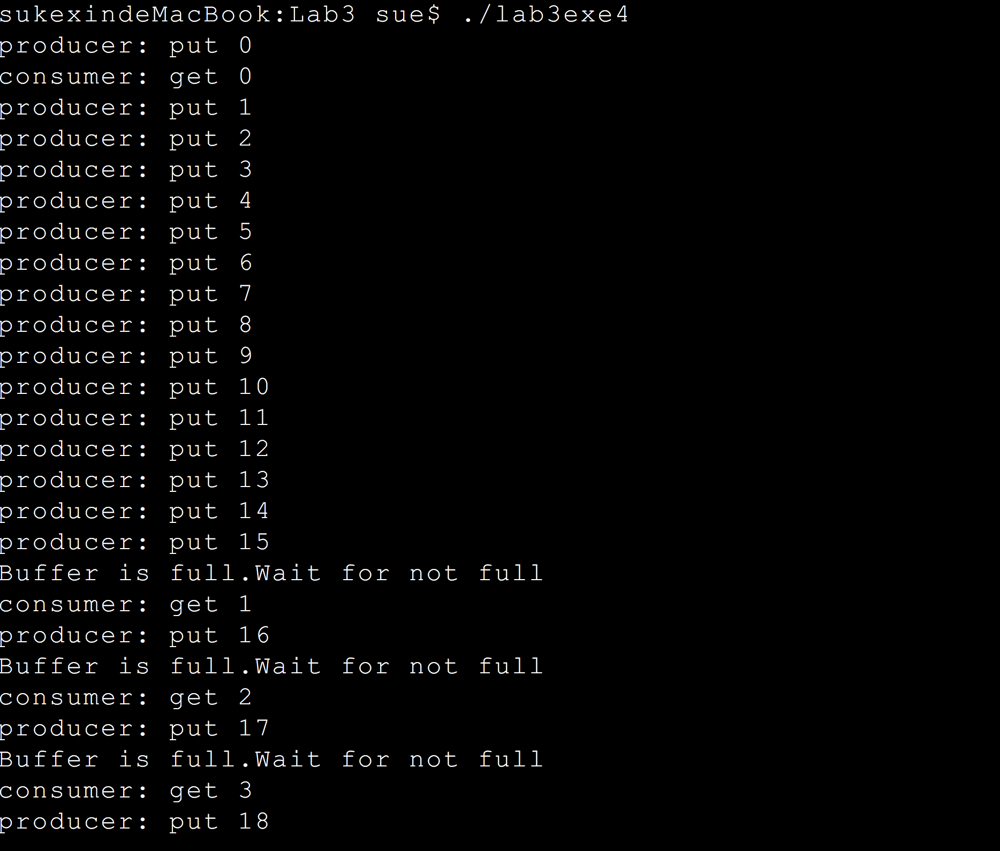 sukexindeMacBook:Lab3 sue$ ./lab3exe4
producer: put 0
consumer: get 0
producer: put 1
producer: put 2
producer: put 3
producer: put 4
producer: put 5
producer: put 6
producer: put 7
producer: put 8
producer: put 9
producer: put 10
producer: put 11
producer: put 12
producer: put 13
producer: put 14
producer: put 15
Buffer is full.Wait for not full
consumer: get 1
producer: put 16
Buffer is full.Wait for not full
consumer: get 2
producer: put 17
Buffer is full.Wait for not full
consumer: get 3
producer: put 18